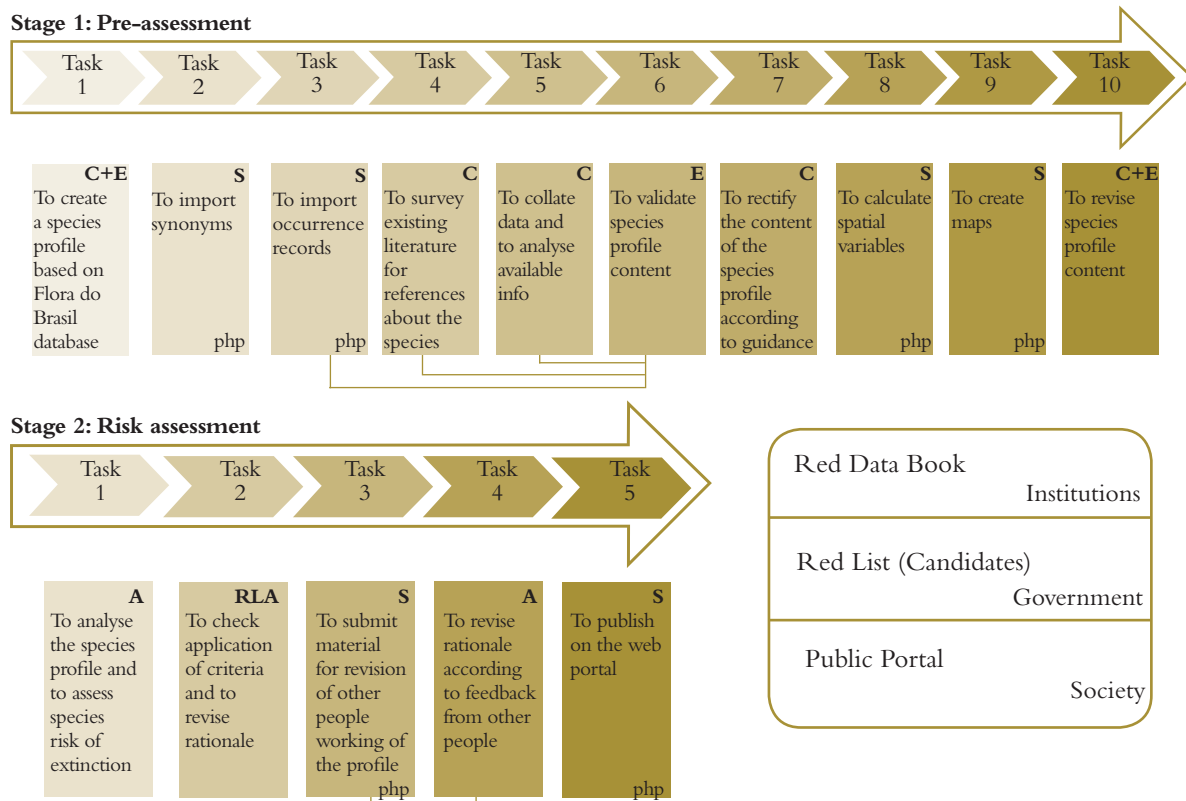 Stage 1: Pre-assessment
Task
1
Task
2
Task
3
Task
4
Task
5
Task
6
Task
7
Task
8
Task
9
Task
10
C+E
To create
a species
profile
based on
Flora do
Brasil
database
S
To import
synonyms
php
S
To import
occurrence
records
php
C
To survey
existing
literature
for
references
about the
species
C
To collate
data and
to analyse
available
info
E
To validate
species
profile
content
C
To rectify
the content
of the
species
profile
according
to guidance
S
To calculate
spatial
variables
php
S
To create
maps
php
C+E
To revise
species
profile
content
Stage 2: Risk assessment
Task
1
Task
2
Task
3
Task
4
Task
5
A
To analyse
the species
profile and
to assess
species
risk of
extinction
RLA
To check
application
of criteria
and to
revise
rationale
S
To submit
material
for revision
of other
people
working of
the profile
php
A
To revise
rationale
according
to feedback
from other
people
S
To publish
on the web
portal
php
Red Data Book
Institutions
Red List (Candidates)
Government
Public Portal
Society